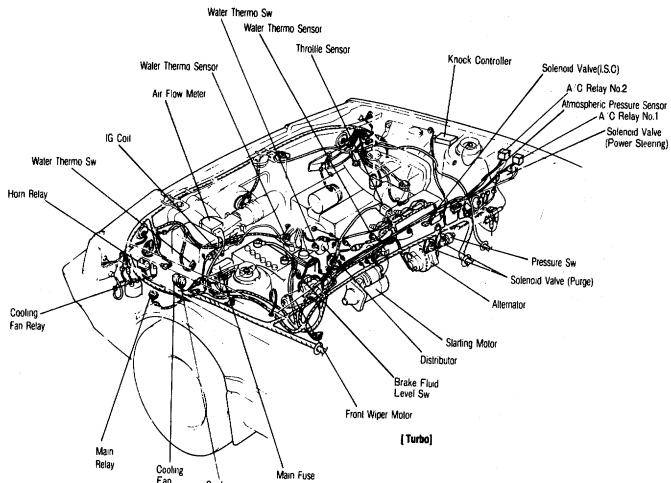 Water Thermo Sw
Water Thermo Sensor
Throttle Sensor
Water Thermo Sensor
Air Flow Meter
IG Coil
Water Thermo Sw
Horn Relay
Knock Controller
Solenoid Valve(I.S.C)
A/C Relay No.2
Atmospheric Pressure Sensor
A/C Relay No.1
Solenoid Valve
(Power Steering)
Pressure Sw
Solenoid Valve (Purge)
Alternator
Starting Motor
Distributor
Brake Fluid
Level Sw
Front Wiper Motor
[Turbo]
Cooling
Fan Relay
Main
Relay
Cooling
Fan
Main Fuse